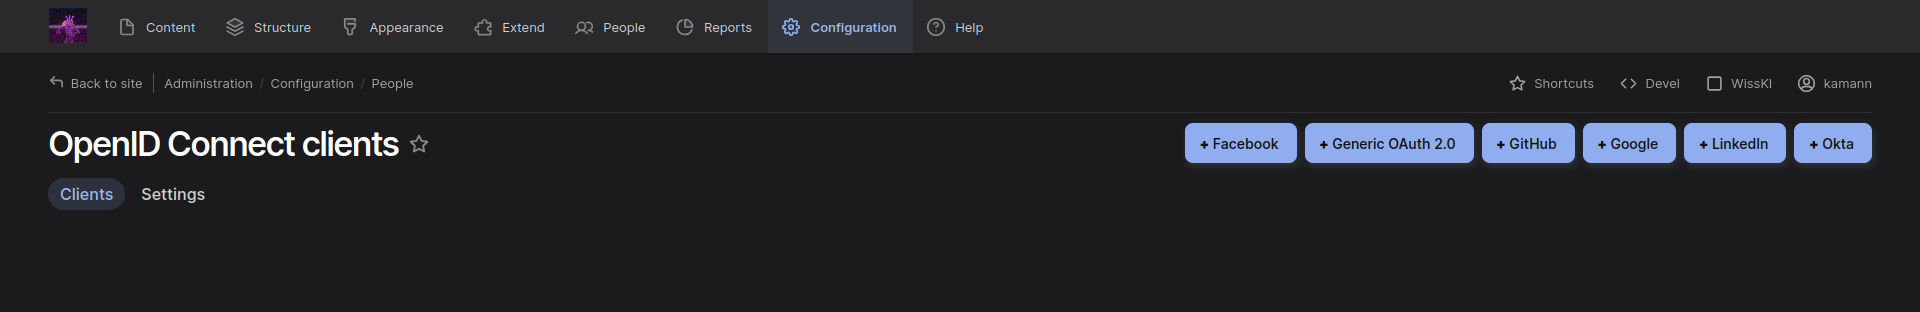 Content Structure Appearance Extend People Reports Configuration Help
Back to site Administration / Configuration / People Shortcuts Devel WissKI kamann
OpenID Connect clients + Facebook + Generic OAuth 2.0 + GitHub + Google + LinkedIn + Okta
Clients Settings